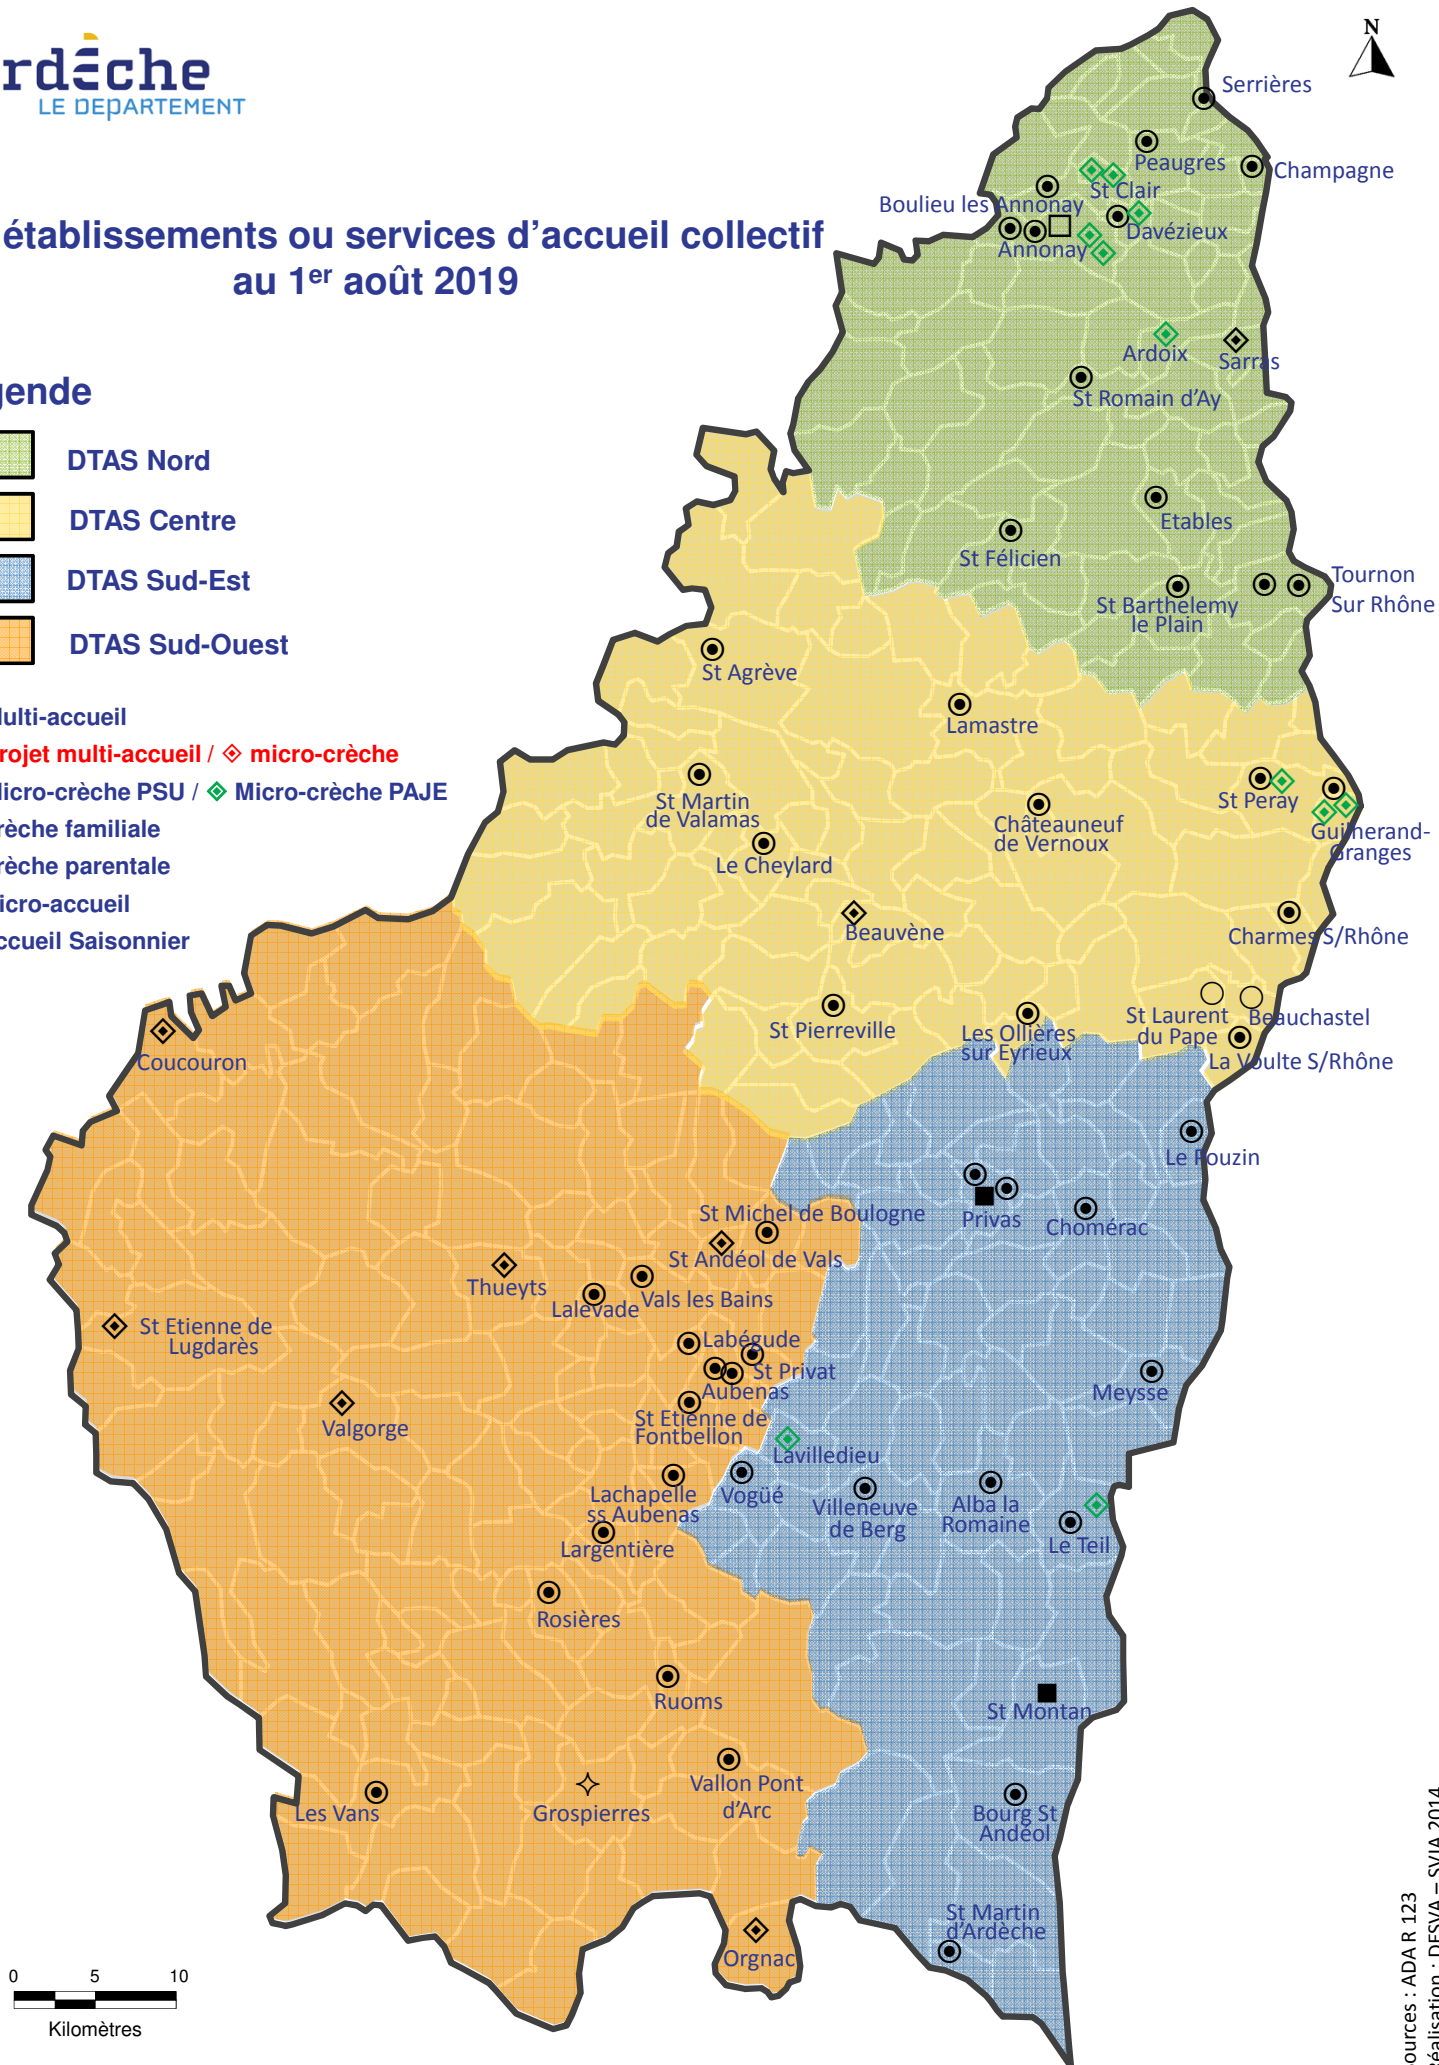 rdèche
LE DEPARTEMENT
N
établissements ou services d'accueil collectif
au 1er août 2019
gende
DTAS Nord
DTAS Centre
DTAS Sud-Est
DTAS Sud-Ouest
ulti-accueil
rojet multi-accueil / micro-crèche
icro-crèche PSU / Micro-crèche PAJE
rèche familiale
rèche parentale
icro-accueil
ccueil Saisonnier
Serrières
Peaugres
Champagne
St Clair
Boulieu les Annonay
Davézieux
Annonay
Ardoix
Sarras
St Romain d'Ay
Etables
St Félicien
Tournon
Sur Rhône
St Barthelemy
le Plain
St Agrève
Lamastre
St Martin
de Valamas
St Peray
Châteauneuf
de Vernoux
Guilherand-
Granges
Le Cheylard
Beauvène
Charmes S/Rhône
St Pierreville
Les Ollières
sur Eyrieux
St Laurent
du Pape
Beauchastel
La Voulte S/Rhône
Coucouron
Le Pouzin
Privas
Chomérac
St Michel de Boulogne
St Andéol de Vals
Thueyts
Lalevade
Vals les Bains
St Etienne de
Lugdarès
Labégude
St Privat
Aubenas
Meysse
St Etienne de
Fontbellon
Valgorge
Lavilledieu
Lachapelle
ss Aubenas
Vogüé
Villeneuve
de Berg
Alba la
Romaine
Le Teil
Largentière
Rosières
Ruoms
St Montan
Vallon Pont
d'Arc
Les Vans
Grospierres
Bourg St
Andéol
St Martin
d'Ardèche
Orgnac
0 5 10
Kilomètres
ources : ADA R 123
éalisation : DESVA – SVJA 2014